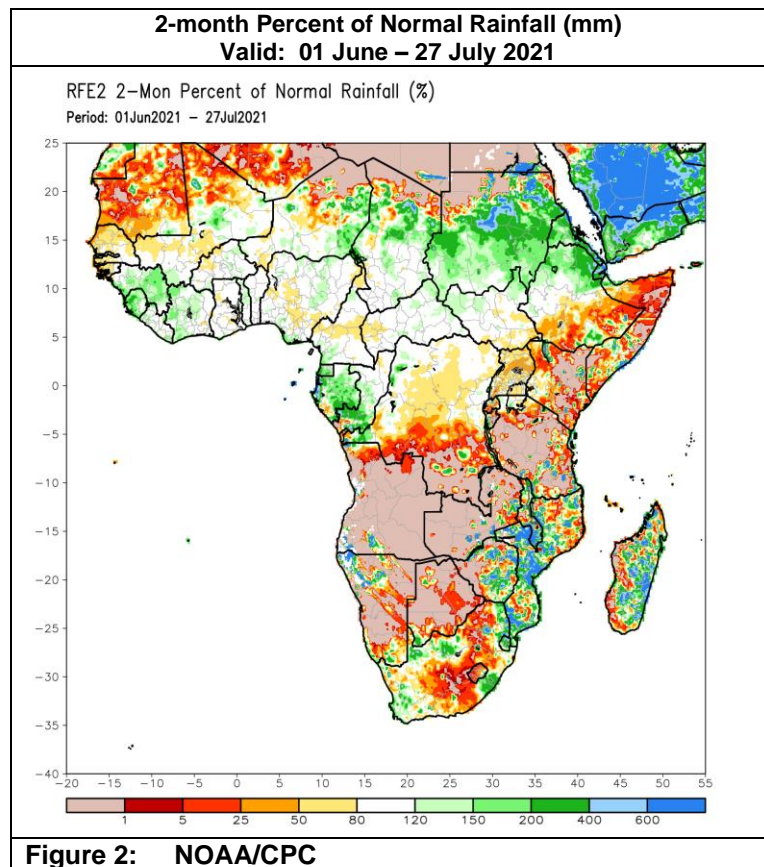 2-month Percent of Normal Rainfall (mm)
Valid: 01 June – 27 July 2021
RFE2 2-Mon Percent of Normal Rainfall (%)
Period: 01Jun2021 – 27Jul2021
25
20
15
10
5
0
-5
-10
-15
-20
-25
-30
-35
-40
-20 -15 -10 -5 0 5 10 15 20 25 30 35 40 45 50 55
1 5 25 50 80 120 150 200 400 600
Figure 2: NOAA/CPC